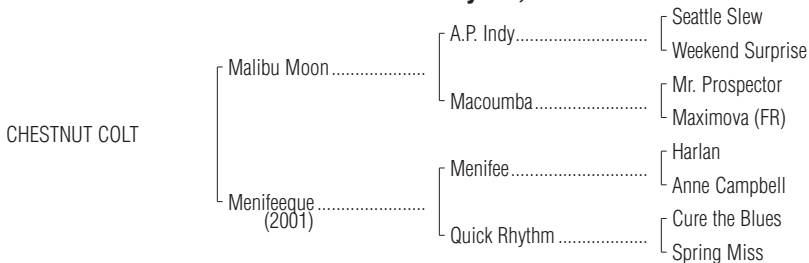 Seattle Slew
A.P. Indy
Weekend Surprise
Malibu Moon
Mr. Prospector
Macoumba
Maximova (FR)
CHESTNUT COLT
Harlan
Menifee
Anne Campbell
Menifeeque
(2001)
Cure the Blues
Quick Rhythm
Spring Miss